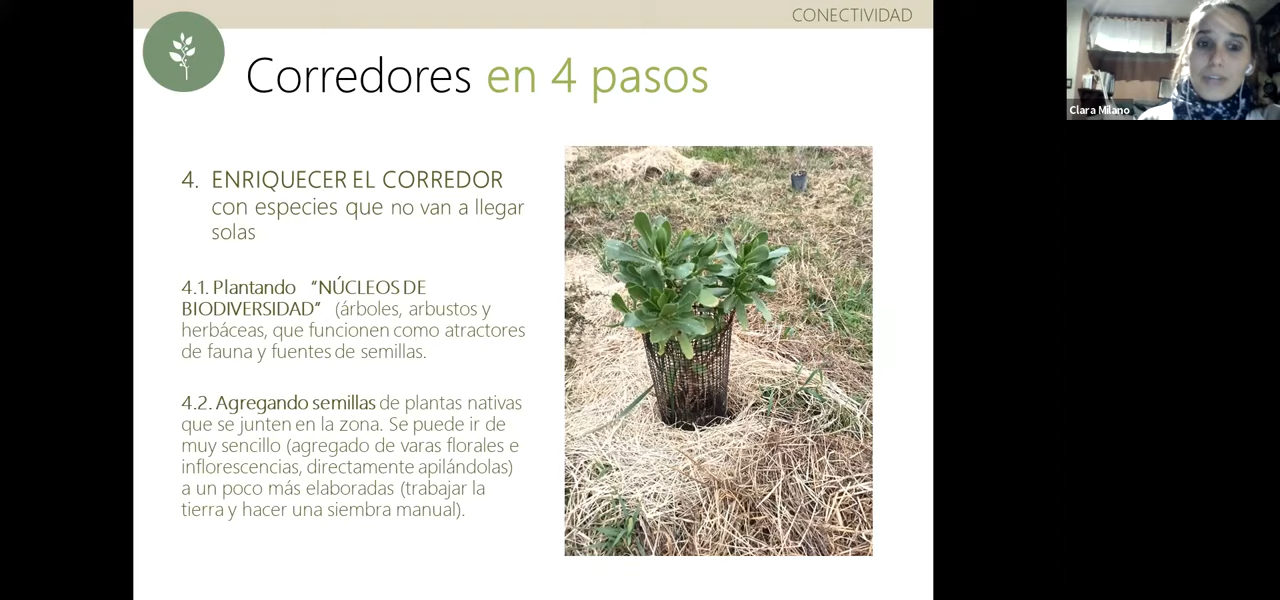 CONECTIVIDAD
Corredores en 4 pasos
Clara Milano
4. ENRIQUECER EL CORREDOR
con especies que no van a llegar
solas
4.1. Plantando "NÚCLEOS DE
BIODIVERSIDAD" (árboles, arbustos y
herbáceas, que funcionen como atractores
de fauna y fuentes de semillas.
4.2. Agregando semillas de plantas nativas
que se junten en la zona. Se puede ir de
muy sencillo (agregado de varas florales e
inflorescencias, directamente apilándolas)
a un poco más elaboradas (trabajar la
tierra y hacer una siembra manual).